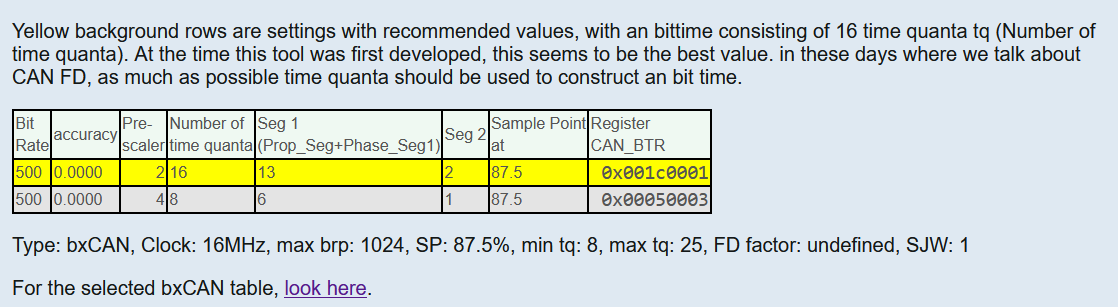 Yellow background rows are settings with recommended values, with an bittime consisting of 16 time quanta tq (Number of
time quanta). At the time this tool was first developed, this seems to be the best value. in these days where we talk about
CAN FD, as much as possible time quanta should be used to construct an bit time.
Bit Rate accuracy Pre-scaler Number of time quanta Seg 1 (Prop_Seg+Phase_Seg1) Seg 2 Sample Point at Register CAN_BTR
500 0.0000 2 16 13 2 87.5 0x001c0001
500 0.0000 4 8 6 1 87.5 0x00050003
Type: bxCAN, Clock: 16MHz, max brp: 1024, SP: 87.5%, min tq: 8, max tq: 25, FD factor: undefined, SJW: 1
For the selected bxCAN table, look here.